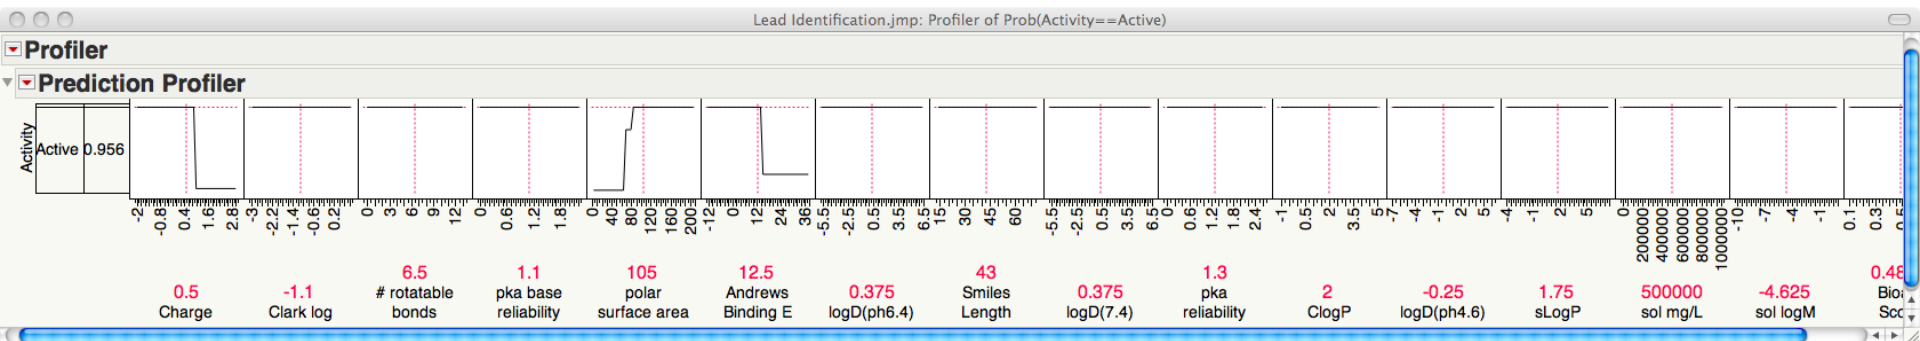 Lead Identification.jmp: Profiler of Prob(Activity==Active)
Profiler
Prediction Profiler
Activity
Active 0.956
-2 -0.8 0.4 1.6 2.8
-3 -2.2 -1.4 -0.6 0.2
0 3 6 9 12
0 0.6 1.2 1.8
0 40 80 120 160 200
-12 0 12 24 36
-5.5 -2.5 0.5 3.5 6.5
15 30 45 60
-5.5 -2.5 0.5 3.5 6.5
0 0.6 1.2 1.8 2.4
-1 0.5 2 3.5 5
-7 -4 -1 2 5
-4 -1 2 5
0 200000 400000 600000 800000 1000000
-10 -7 -4 -1
0.1 0.3
0.5
Charge
-1.1
Clark log
6.5
# rotatable
bonds
1.1
pka base
reliability
105
polar
surface area
12.5
Andrews
Binding E
0.375
logD(ph6.4)
43
Smiles
Length
0.375
logD(7.4)
1.3
pka
reliability
2
ClogP
-0.25
logD(ph4.6)
1.75
sLogP
500000
sol mg/L
-4.625
sol logM
0.48